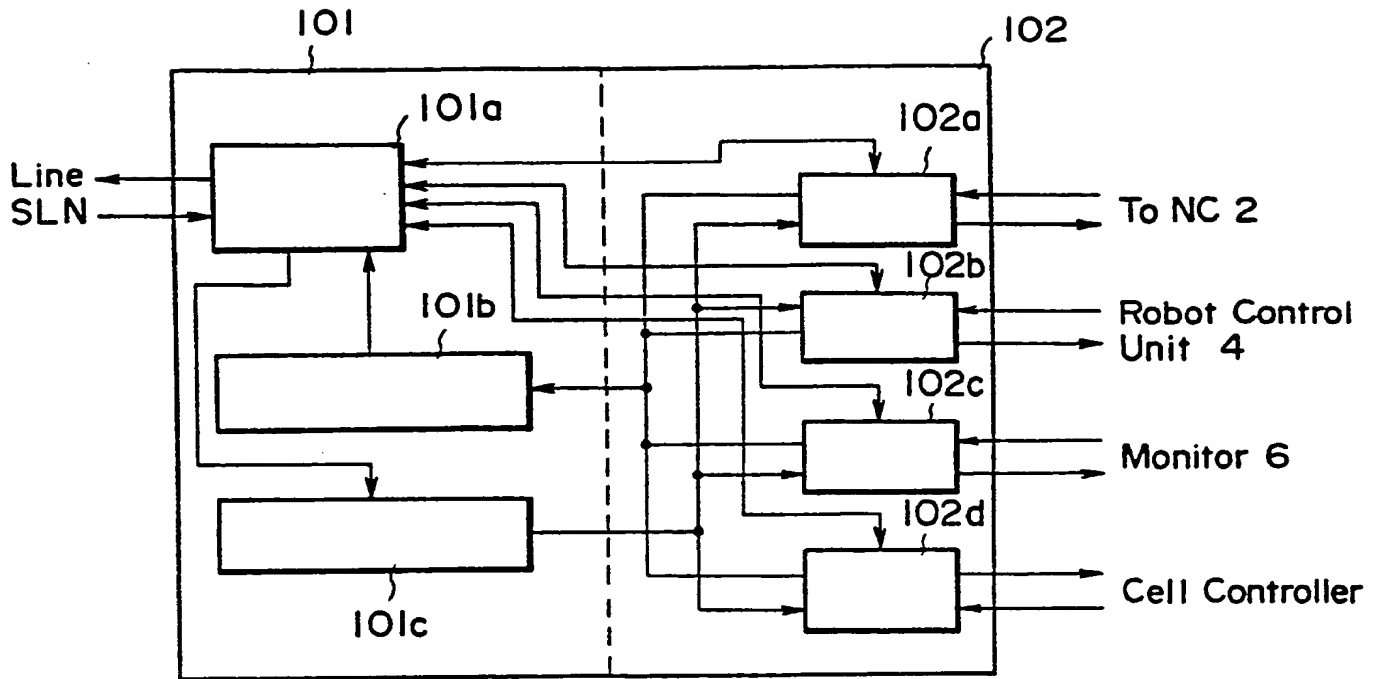 101
102
101a
102a
Line
SLN
To NC 2
102b
101b
Robot Control
Unit 4
102c
Monitor 6
102d
Cell Controller
101c